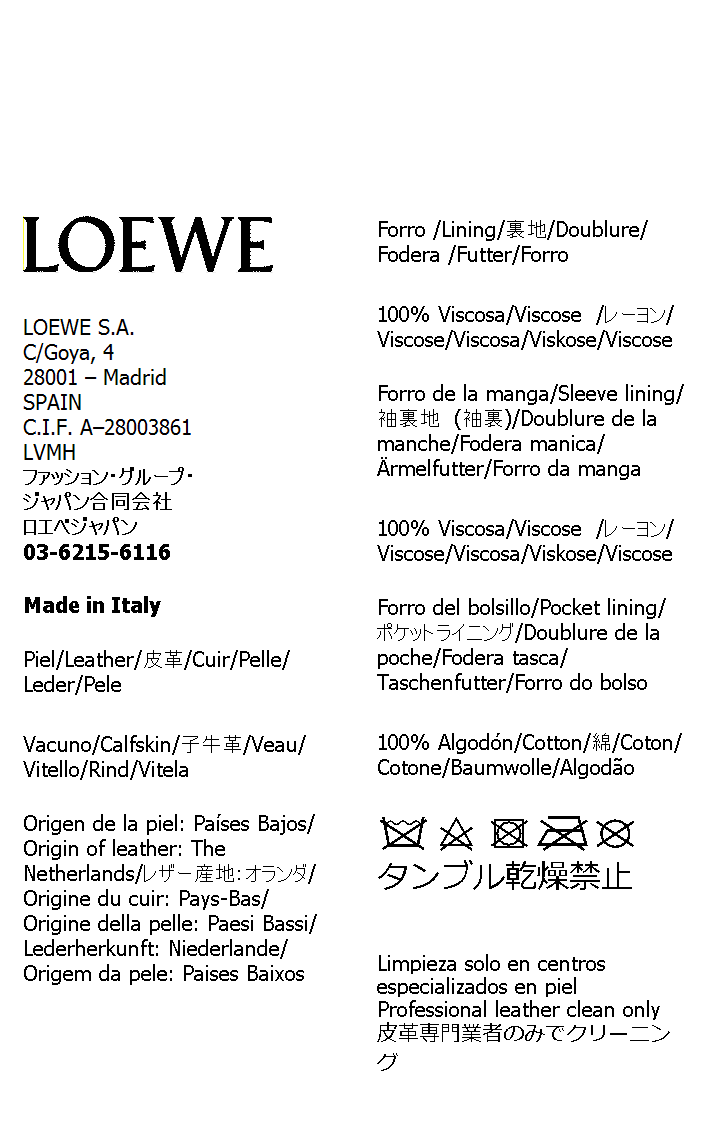 LOEWE
LOEWE S.A.
C/Goya, 4
28001 – Madrid
SPAIN
C.I.F. A–28003861
LVMH
ファッション・グループ・
ジャパン合同会社
ロエベジャパン
03-6215-6116
Made in Italy
Piel/Leather/皮革/Cuir/Pelle/
Leder/Pele
Vacuno/Calfskin/子牛革/Veau/
Vitello/Rind/Vitela
Origen de la piel: Países Bajos/
Origin of leather: The
Netherlands/レザー産地:オランダ/
Origine du cuir: Pays-Bas/
Origine della pelle: Paesi Bassi/
Lederherkunft: Niederlande/
Origem da pele: Paises Baixos
Forro /Lining/裏地/Doublure/
Fodera /Futter/Forro
100% Viscosa/Viscose /レーヨン/
Viscose/Viscosa/Viskose/Viscose
Forro de la manga/Sleeve lining/
袖裏地 (袖裏)/Doublure de la
manche/Fodera manica/
Ärmelfutter/Forro da manga
100% Viscosa/Viscose /レーヨン/
Viscose/Viscosa/Viskose/Viscose
Forro del bolsillo/Pocket lining/
ポケットライニング/Doublure de la
poche/Fodera tasca/
Taschenfutter/Forro do bolso
100% Algodón/Cotton/綿/Coton/
Cotone/Baumwolle/Algodão
タンブル乾燥禁止
Limpieza solo en centros
especializados en piel
Professional leather clean only
皮革専門業者のみでクリーニン
グ